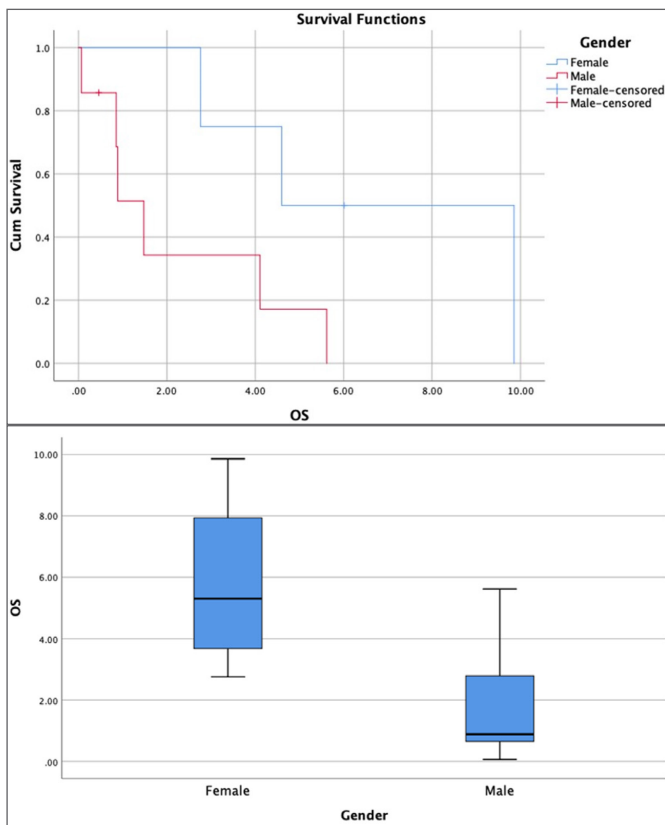 Survival Functions
Gender
Female
Male
Female-censored
Male-censored
1.0
0.8
0.6
0.4
0.2
0.0
Cum Survival
.00 2.00 4.00 6.00 8.00 10.00
OS
10.00
8.00
6.00
4.00
2.00
.00
OS
Female Male
Gender